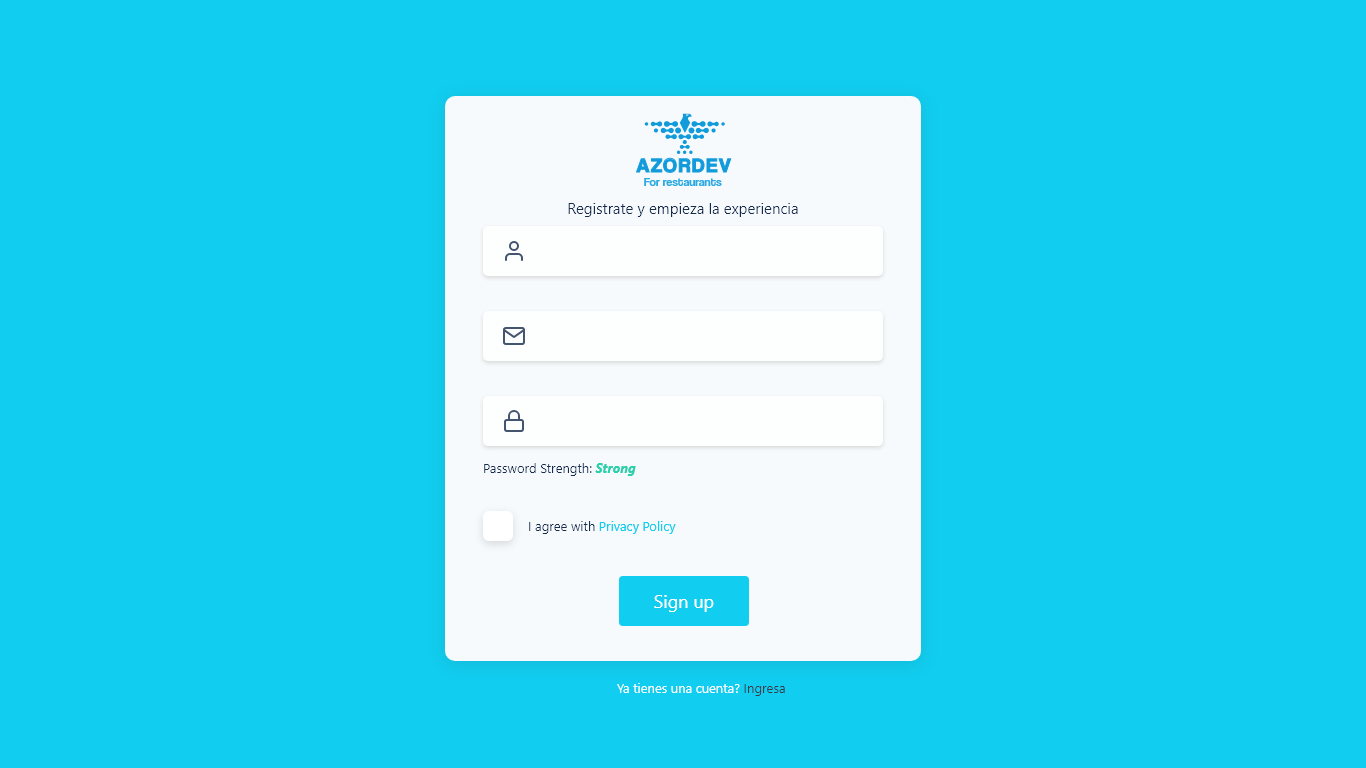 AZORDEV
For restaurants
Registrate y empieza la experiencia
Password Strength: Strong
I agree with Privacy Policy
Sign up
Ya tienes una cuenta? Ingresa